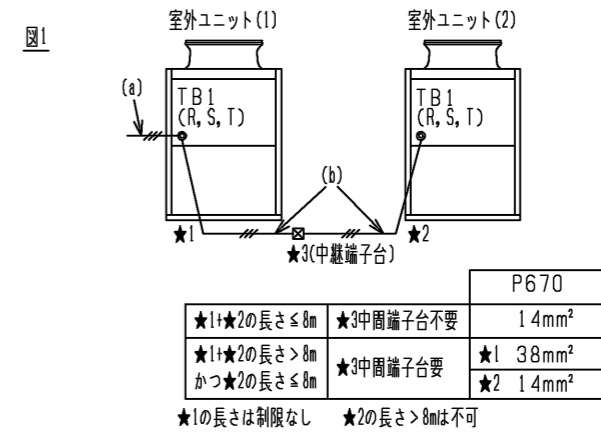 図1
室外ユニット(1)
室外ユニット(2)
(a)
TB1
(R,S,T)
TB1
(R,S,T)
(b)
★1
★2
★3(中継端子台)
P670
★1+★2の長さ≦8m ★3中間端子台不要 14mm²
★1+★2の長さ>8m
かつ★2の長さ≦8m
★3中間端子台要
★1 38mm²
★2 14mm²
★1の長さは制限なし ★2の長さ>8mは不可